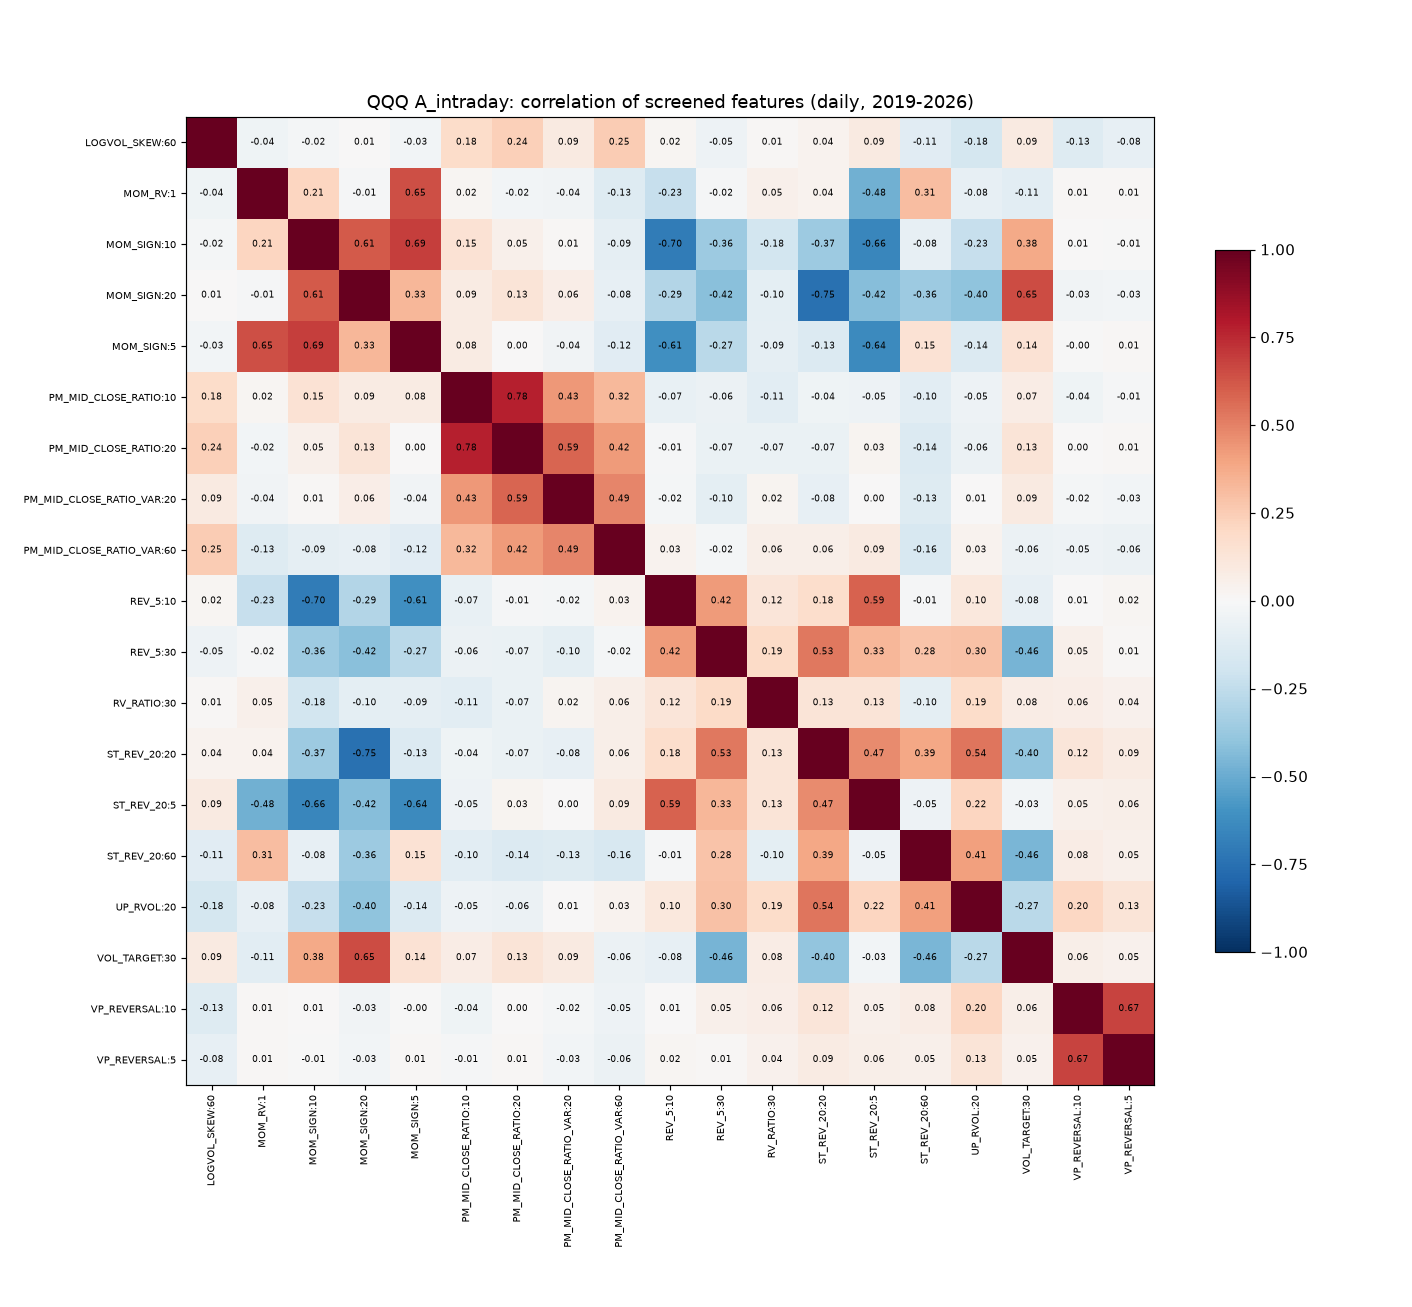 QQQ A_intraday: correlation of screened features (daily, 2019-2026)
LOGVOL_SKEW:60 -0.04 -0.02 0.01 -0.03 0.18 0.24 0.09 0.25 0.02 -0.05 0.01 0.04 0.09 -0.11 -0.18 0.09 -0.13 -0.08
MOM_RV:1 -0.04 0.21 -0.01 0.65 0.02 -0.02 -0.04 -0.13 -0.23 -0.02 0.05 0.04 -0.48 0.31 -0.08 -0.11 0.01 0.01
MOM_SIGN:10 -0.02 0.21 0.61 0.69 0.15 0.05 0.01 -0.09 -0.70 -0.36 -0.18 -0.37 -0.66 -0.08 -0.23 0.38 0.01 -0.01
MOM_SIGN:20 0.01 -0.01 0.61 0.33 0.09 0.13 0.06 -0.08 -0.29 -0.42 -0.10 -0.75 -0.42 -0.36 -0.40 0.65 -0.03 -0.03
MOM_SIGN:5 -0.03 0.65 0.69 0.33 0.08 0.00 -0.04 -0.12 -0.61 -0.27 -0.09 -0.13 -0.64 0.15 -0.14 0.14 -0.00 0.01
PM_MID_CLOSE_RATIO:10 0.18 0.02 0.15 0.09 0.08 0.78 0.43 0.32 -0.07 -0.06 -0.11 -0.04 -0.05 -0.10 -0.05 0.07 -0.04 -0.01
PM_MID_CLOSE_RATIO:20 0.24 -0.02 0.05 0.13 0.00 0.78 0.59 0.42 -0.01 -0.07 -0.07 -0.07 0.03 -0.14 -0.06 0.13 0.00 0.01
PM_MID_CLOSE_RATIO_VAR:20 0.09 -0.04 0.01 0.06 -0.04 0.43 0.59 0.49 -0.02 -0.10 0.02 -0.08 0.00 -0.13 0.01 0.09 -0.02 -0.03
PM_MID_CLOSE_RATIO_VAR:60 0.25 -0.13 -0.09 -0.08 -0.12 0.32 0.42 0.49 0.03 -0.02 0.06 0.06 0.09 -0.16 0.03 -0.06 -0.05 -0.06
REV_5:10 0.02 -0.23 -0.70 -0.29 -0.61 -0.07 -0.01 -0.02 0.03 0.42 0.12 0.18 0.59 -0.01 0.10 -0.08 0.01 0.02
REV_5:30 -0.05 -0.02 -0.36 -0.42 -0.27 -0.06 -0.07 -0.10 -0.02 0.42 0.19 0.53 0.33 0.28 0.30 -0.46 0.05 0.01
RV_RATIO:30 0.01 0.05 -0.18 -0.10 -0.09 -0.11 -0.07 0.02 0.06 0.12 0.19 0.13 0.13 -0.10 0.19 0.08 0.06 0.04
ST_REV_20:20 0.04 0.04 -0.37 -0.75 -0.13 -0.04 -0.07 -0.08 0.06 0.18 0.53 0.13 0.47 0.39 0.54 -0.40 0.12 0.09
ST_REV_20:5 0.09 -0.48 -0.66 -0.42 -0.64 -0.05 0.03 0.00 0.09 0.59 0.33 0.13 0.47 -0.05 0.22 -0.03 0.05 0.06
ST_REV_20:60 -0.11 0.31 -0.08 -0.36 0.15 -0.10 -0.14 -0.13 -0.16 -0.01 0.28 -0.10 0.39 -0.05 0.41 -0.46 0.08 0.05
UP_RVOL:20 -0.18 -0.08 -0.23 -0.40 -0.14 -0.05 -0.06 0.01 0.03 0.10 0.30 0.19 0.54 0.22 0.41 -0.27 0.20 0.13
VOL_TARGET:30 0.09 -0.11 0.38 0.65 0.14 0.07 0.13 0.09 -0.06 -0.08 -0.46 0.08 -0.40 -0.03 -0.46 -0.27 0.06 0.05
VP_REVERSAL:10 -0.13 0.01 0.01 -0.03 -0.00 -0.04 0.00 -0.02 -0.05 0.01 0.05 0.06 0.12 0.05 0.08 0.20 0.06 0.67
VP_REVERSAL:5 -0.08 0.01 -0.01 -0.03 0.01 -0.01 0.01 -0.03 -0.06 0.02 0.01 0.04 0.09 0.06 0.05 0.13 0.05 0.67
LOGVOL_SKEW:60
MOM_RV:1
MOM_SIGN:10
MOM_SIGN:20
MOM_SIGN:5
PM_MID_CLOSE_RATIO:10
PM_MID_CLOSE_RATIO:20
PM_MID_CLOSE_RATIO_VAR:20
PM_MID_CLOSE_RATIO_VAR:60
REV_5:10
REV_5:30
RV_RATIO:30
ST_REV_20:20
ST_REV_20:5
ST_REV_20:60
UP_RVOL:20
VOL_TARGET:30
VP_REVERSAL:10
VP_REVERSAL:5
1.00
0.75
0.50
0.25
0.00
−0.25
−0.50
−0.75
−1.00